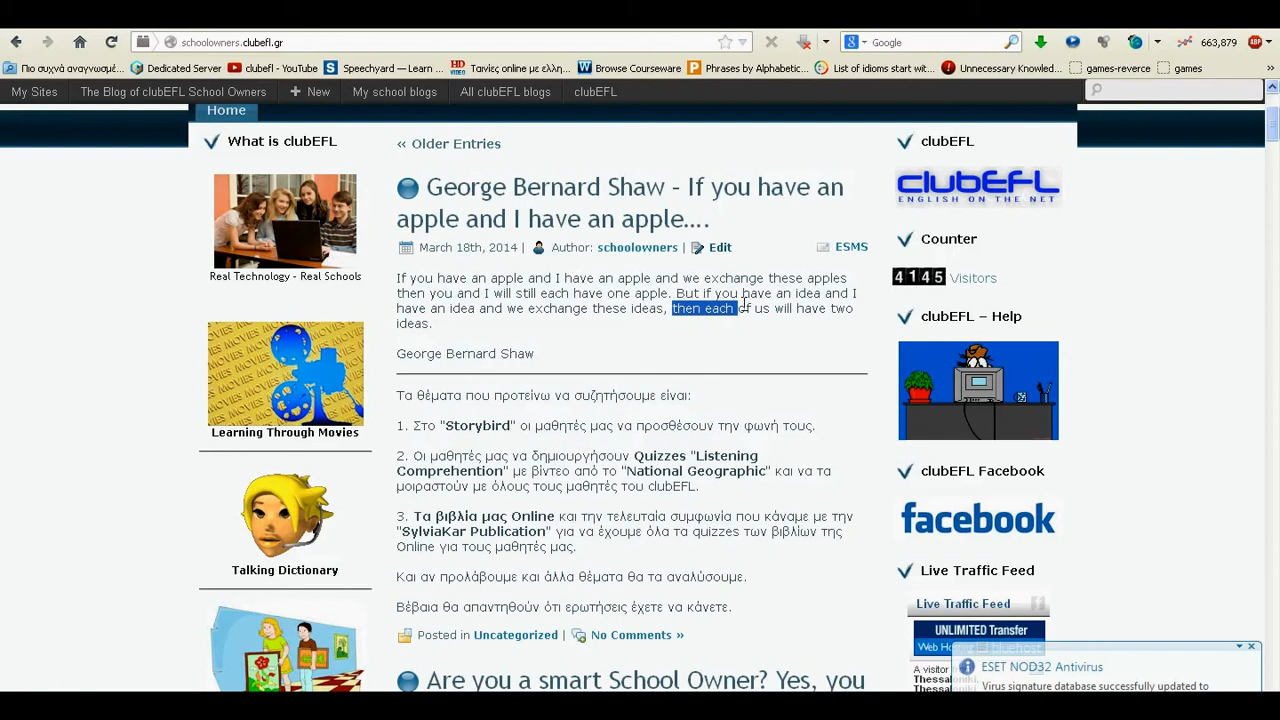 schoolowners.clubefl.gr
Google
663,879
Πιο συχνά αναγνωσμέ...
Dedicated Server
clubefl - YouTube
Speechyard — Learn.
Ταινίες online με ελλη...
Browse Courseware
Phrases by Alphabetic...
List of idioms start wit...
Unnecessary Knowled...
games-reverce
games
My Sites
The Blog of clubEFL School Owners
New
My school blogs
All clubEFL blogs
clubEFL
Home
What is clubEFL
Real Technology - Real Schools
MOVIES
Learning Through Movies
Talking Dictionary
« Older Entries
George Bernard Shaw – If you have an
apple and I have an apple....
March 18th, 2014 | Author: schoolowners | Edit
ESMS
If you have an apple and I have an apple and we exchange these apples
then you and I will still each have one apple. But if you have an idea and I
have an idea and we exchange these ideas, then each of us will have two
ideas.
George Bernard Shaw
Τα θέματα που προτείνω να συζητήσουμε είναι:
1. Στο "Storybird" οι μαθητές μας να προσθέσουν την φωνή τους.
2. Οι μαθητές μας να δημιουργήσουν Quizzes "Listening
Comprehention" με βίντεο από το "National Geographic" και να τα
μοιραστούν με όλους τους μαθητές του clubEFL.
3. Τα βιβλία μας Online και την τελευταία συμφωνία που κάναμε με την
"SylviaKar Publication" για να έχουμε όλα τα quizzes των βιβλίων της
Online για τους μαθητές μας.
Και αν προλάβουμε και άλλα θέματα θα τα αναλύσουμε.
Βέβαια θα απαντηθούν ότι ερωτήσεις έχετε να κάνετε.
Posted in Uncategorized | No Comments »
Are you a smart School Owner? Yes, you
clubEFL
clubEFL
ENGLISH ON THE NET
Counter
4145 Visitors
clubEFL – Help
clubEFL Facebook
facebook
Live Traffic Feed
Live Traffic Feed
UNLIMITED Transfer
Web Hosting bluehost
A visitor
Thessaloniki,
Thessal
ESET NOD32 Antivirus
Virus signature database successfully updated to